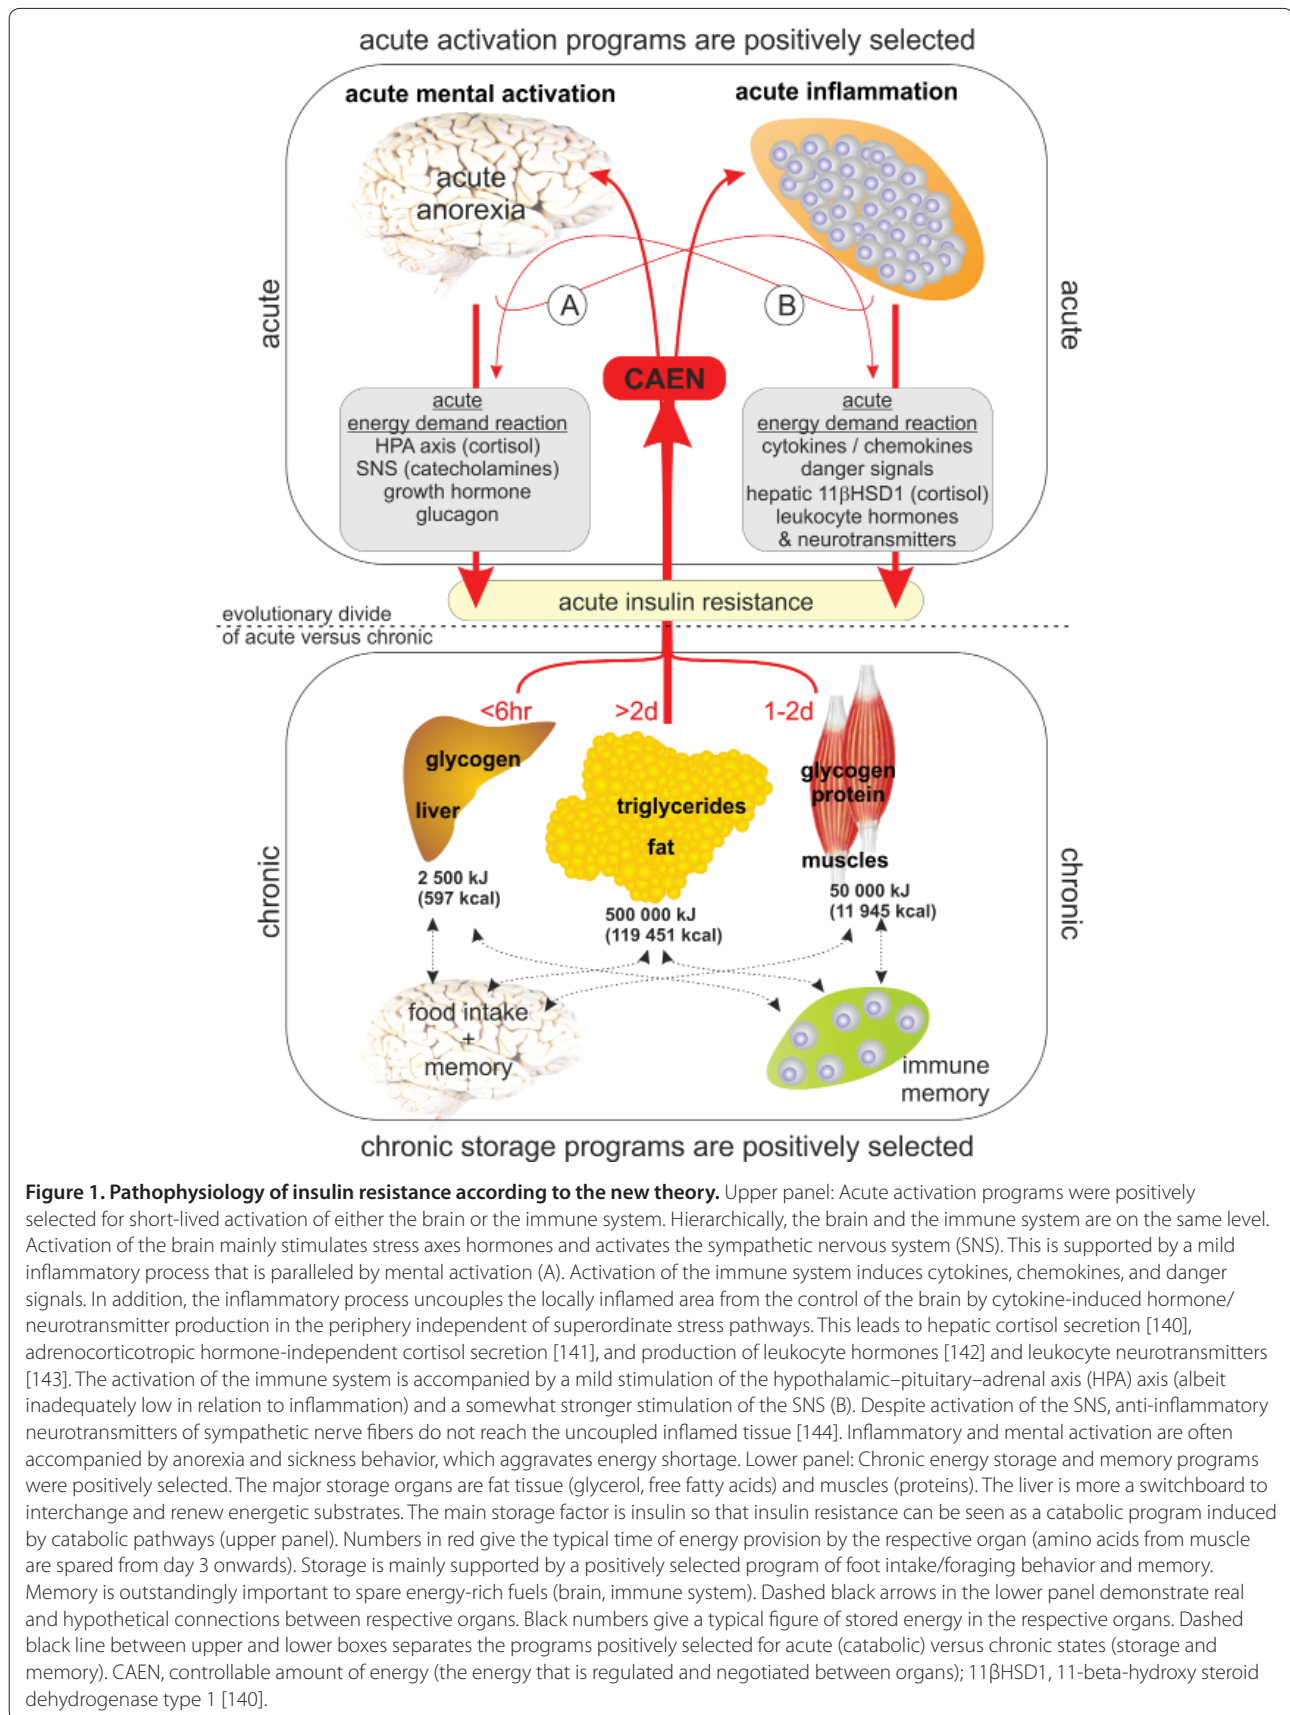 acute activation programs are positively selected
acute mental activation
acute inflammation
acute
anorexia
acute
acute
A
B
CAEN
acute
energy demand reaction
HPA axis (cortisol)
SNS (catecholamines)
growth hormone
glucagon
acute
energy demand reaction
cytokines / chemokines
danger signals
hepatic 11βHSD1 (cortisol)
leukocyte hormones
& neurotransmitters
acute insulin resistance
evolutionary divide
of acute versus chronic
<6hr
>2d
1-2d
glycogen
liver
triglycerides
fat
glycogen
protein
muscles
chronic
chronic
2 500 kJ
(597 kcal)
500 000 kJ
(119 451 kcal)
50 000 kJ
(11 945 kcal)
food intake
+
memory
immune
memory
chronic storage programs are positively selected
Figure 1. Pathophysiology of insulin resistance according to the new theory. Upper panel: Acute activation programs were positively
selected for short-lived activation of either the brain or the immune system. Hierarchically, the brain and the immune system are on the same level.
Activation of the brain mainly stimulates stress axes hormones and activates the sympathetic nervous system (SNS). This is supported by a mild
inflammatory process that is paralleled by mental activation (A). Activation of the immune system induces cytokines, chemokines, and danger
signals. In addition, the inflammatory process uncouples the locally inflamed area from the control of the brain by cytokine-induced hormone/
neurotransmitter production in the periphery independent of superordinate stress pathways. This leads to hepatic cortisol secretion [140],
adrenocorticotropic hormone-independent cortisol secretion [141], and production of leukocyte hormones [142] and leukocyte neurotransmitters
[143]. The activation of the immune system is accompanied by a mild stimulation of the hypothalamic–pituitary–adrenal axis (HPA) axis (albeit
inadequately low in relation to inflammation) and a somewhat stronger stimulation of the SNS (B). Despite activation of the SNS, anti-inflammatory
neurotransmitters of sympathetic nerve fibers do not reach the uncoupled inflamed tissue [144]. Inflammatory and mental activation are often
accompanied by anorexia and sickness behavior, which aggravates energy shortage. Lower panel: Chronic energy storage and memory programs
were positively selected. The major storage organs are fat tissue (glycerol, free fatty acids) and muscles (proteins). The liver is more a switchboard to
interchange and renew energetic substrates. The main storage factor is insulin so that insulin resistance can be seen as a catabolic program induced
by catabolic pathways (upper panel). Numbers in red give the typical time of energy provision by the respective organ (amino acids from muscle
are spared from day 3 onwards). Storage is mainly supported by a positively selected program of foot intake/foraging behavior and memory.
Memory is outstandingly important to spare energy-rich fuels (brain, immune system). Dashed black arrows in the lower panel demonstrate real
and hypothetical connections between respective organs. Black numbers give a typical figure of stored energy in the respective organs. Dashed
black line between upper and lower boxes separates the programs positively selected for acute (catabolic) versus chronic states (storage and
memory). CAEN, controllable amount of energy (the energy that is regulated and negotiated between organs); 11βHSD1, 11-beta-hydroxy steroid
dehydrogenase type 1 [140].